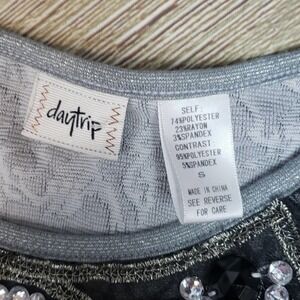 daytrip
SELF:
74%POLYESTER
23%RAYON
3%SPANDEX
CONTRAST
95%POLYESTER
5%SPANDEX
S
MADE IN CHINA
SEE REVERSE
FOR CARE